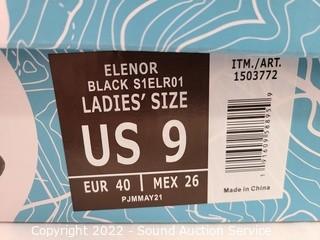 ELENOR
BLACK S1ELR01
LADIES' SIZE
US 9
EUR 40 | MEX 26
PJMMAY21
ITM./ART.
1503772
Made in China
Copyright 2022 - Sound Auction Service